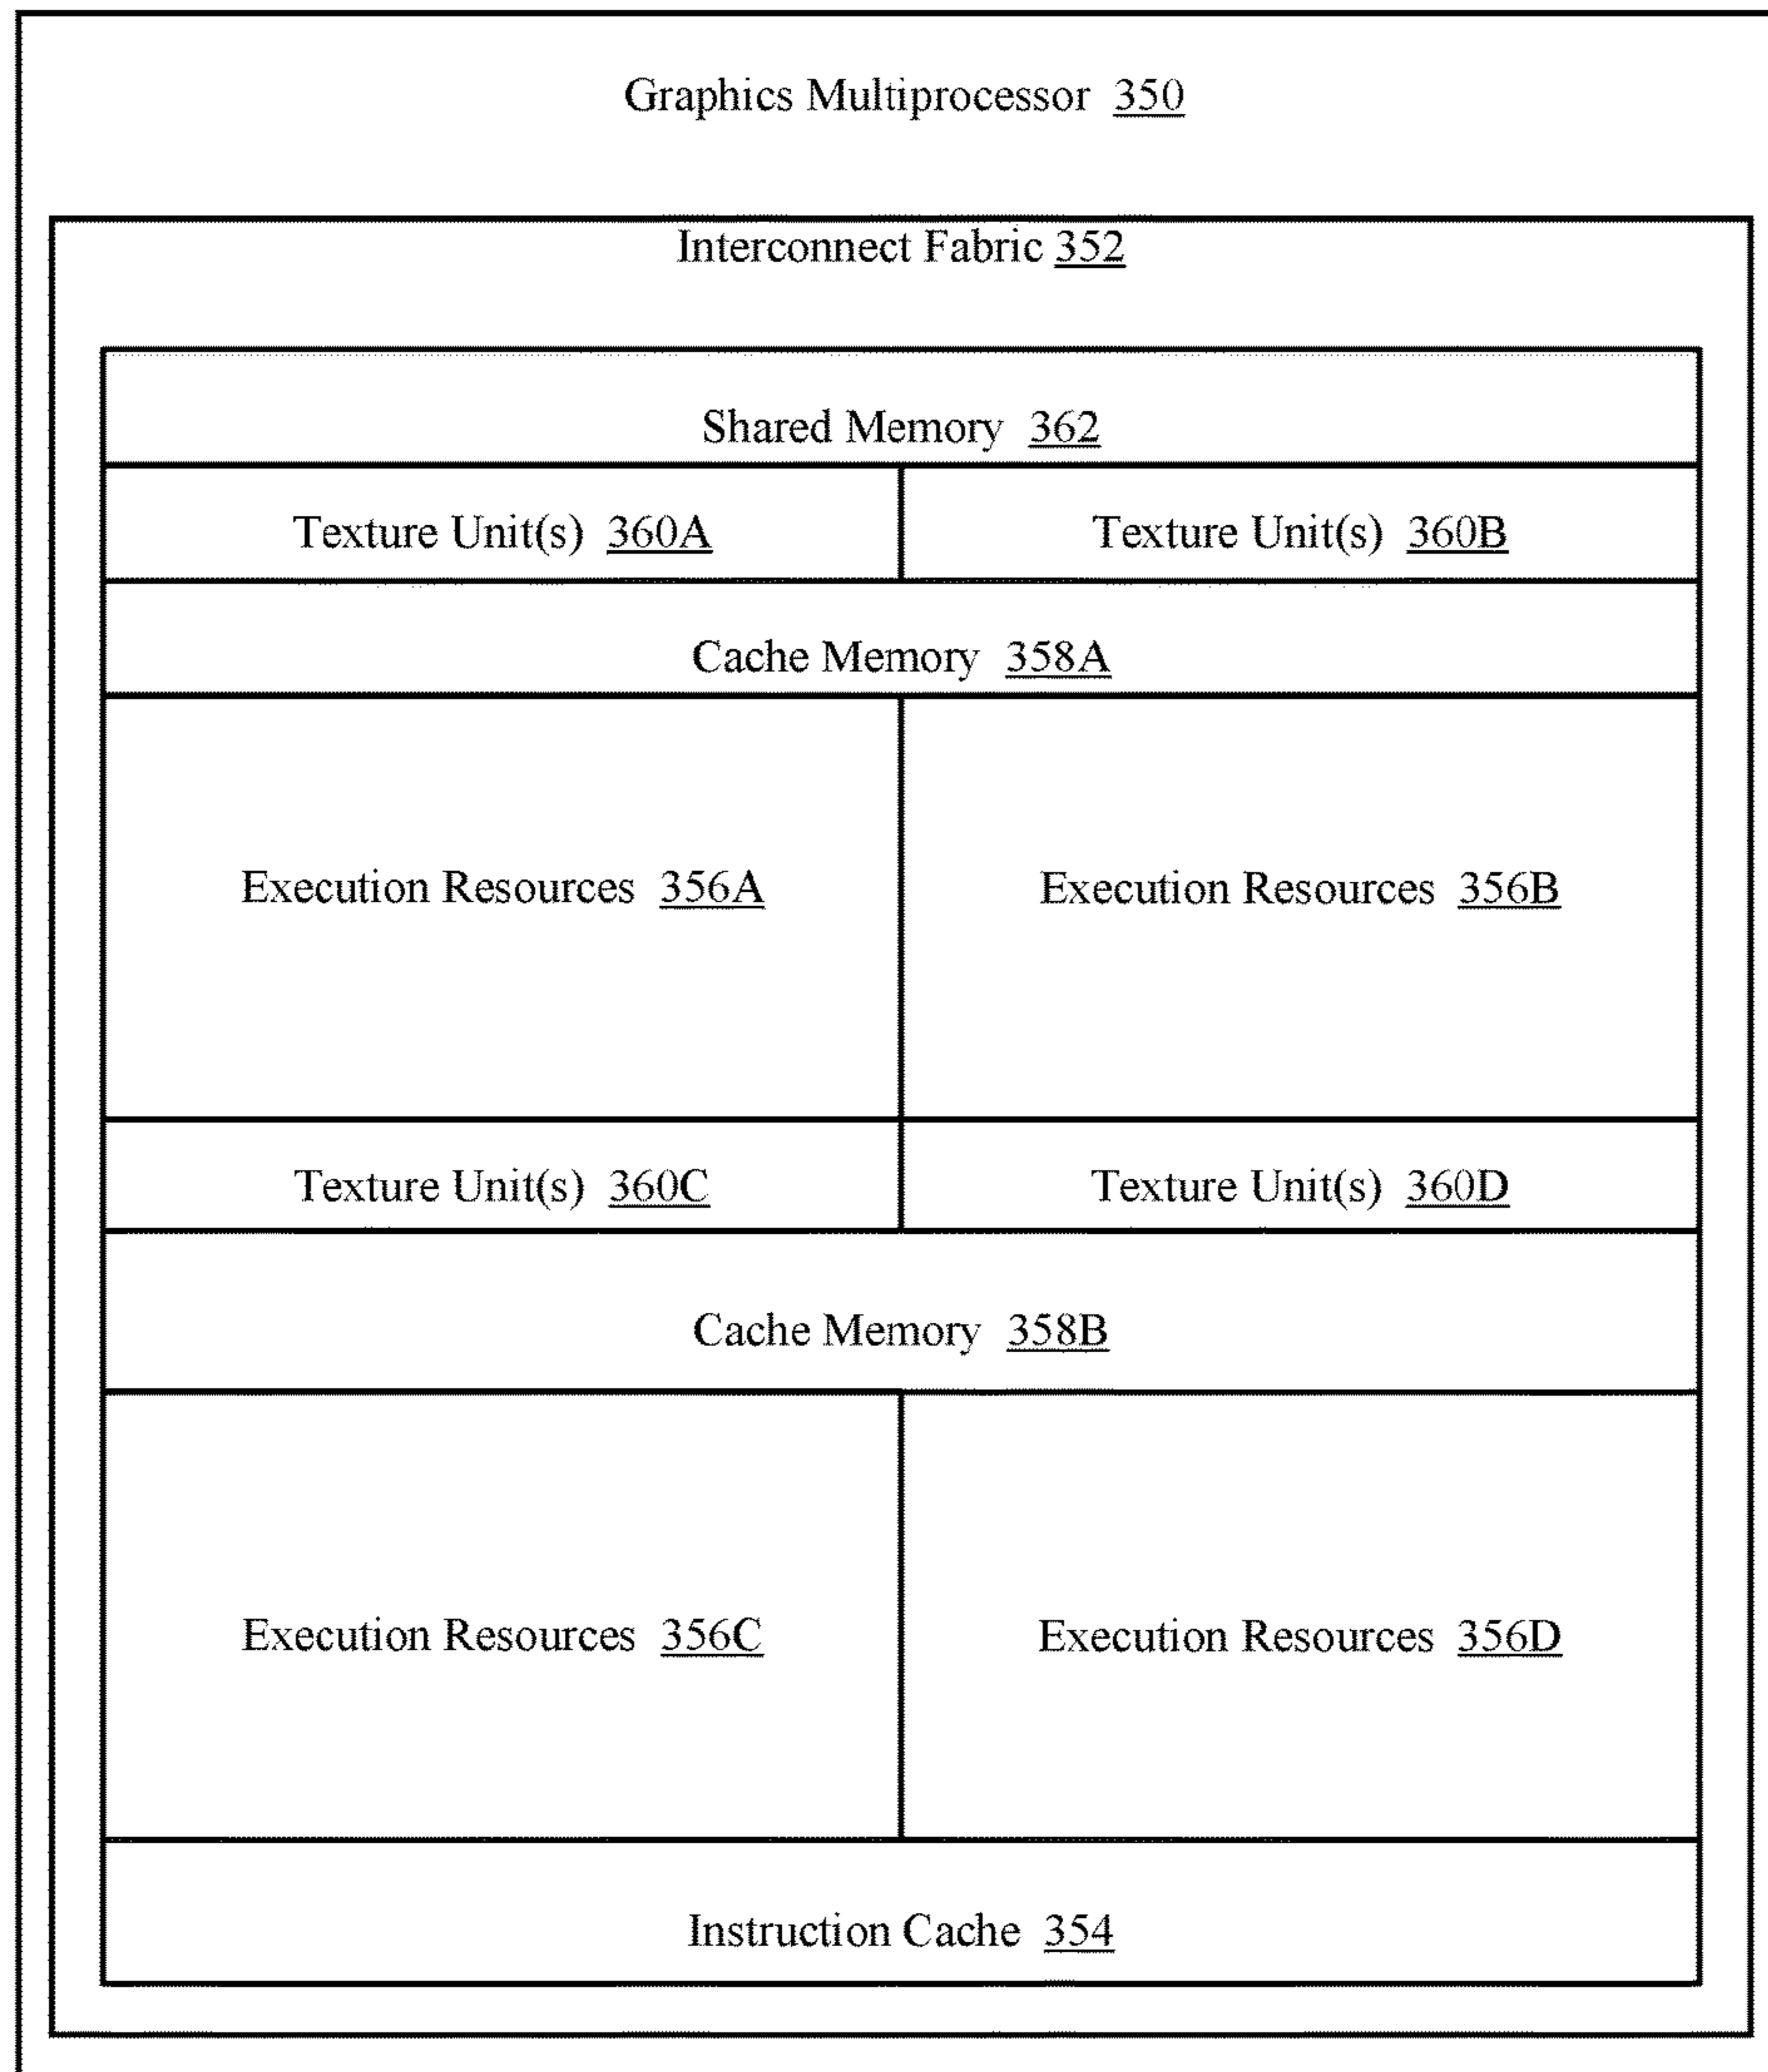 Graphics Multiprocessor 350
Interconnect Fabric 352
Shared Memory 362
Texture Unit(s) 360A
Texture Unit(s) 360B
Cache Memory 358A
Execution Resources 356A
Execution Resources 356B
Texture Unit(s) 360C
Texture Unit(s) 360D
Cache Memory 358B
Execution Resources 356C
Execution Resources 356D
Instruction Cache 354